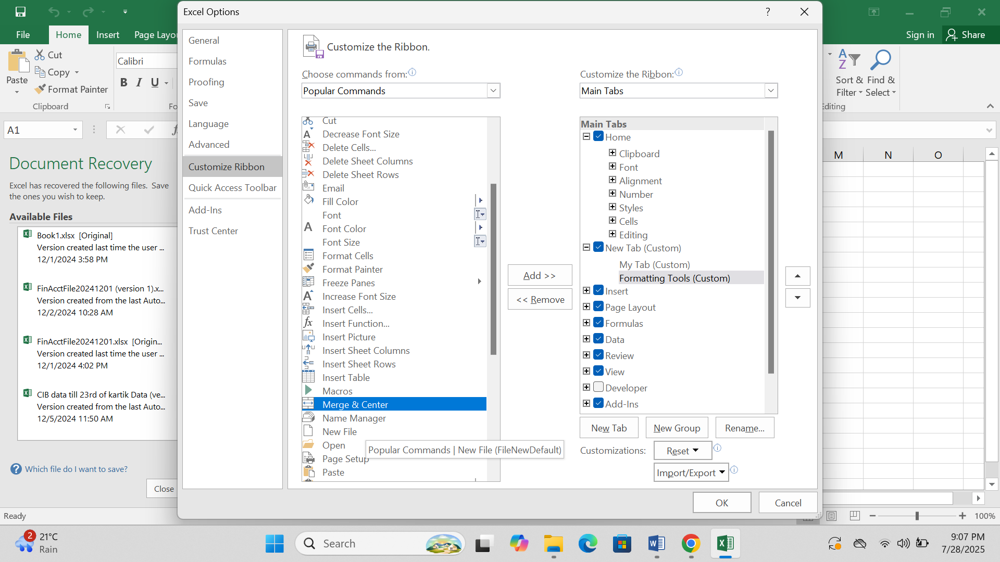 Excel Options
?
File
Home
Insert
Page Layou
Sign in
Share
Paste
Cut
Copy
Format Painter
Clipboard
Calibri
B I U
Fo
A
Z
Sort & Filter
Find & Select
Editing
A1
M N O
Document Recovery
Excel has recovered the following files. Save
the ones you wish to keep.
Available Files
Book1.xlsx [Original]
Version created last time the user ...
12/1/2024 3:58 PM
FinAcctFile20241201 (version 1).x...
Version created from the last Auto...
12/2/2024 10:28 AM
FinAcctFile20241201.xlsx [Origin...
Version created last time the user ...
12/1/2024 4:02 PM
CIB data till 23rd of kartik Data (ve...
Version created from the last Auto...
12/5/2024 11:50 AM
Which file do I want to save?
Close
General
Formulas
Proofing
Save
Language
Advanced
Customize Ribbon
Quick Access Toolbar
Add-Ins
Trust Center
Customize the Ribbon.
Choose commands from:
Popular Commands
Cut
Decrease Font Size
Delete Cells...
Delete Sheet Columns
Delete Sheet Rows
Email
Fill Color
Font
Font Color
Font Size
Format Cells
Format Painter
Freeze Panes
Increase Font Size
Insert Cells...
Insert Function...
Insert Picture
Insert Sheet Columns
Insert Sheet Rows
Insert Table
Macros
Merge & Center
Name Manager
New File
Open
Page Setup
Paste
Popular Commands | New File (FileNewDefault)
Add >>
<< Remove
Customize the Ribbon:
Main Tabs
Main Tabs
Home
Clipboard
Font
Alignment
Number
Styles
Cells
Editing
New Tab (Custom)
My Tab (Custom)
Formatting Tools (Custom)
Insert
Page Layout
Formulas
Data
Review
View
Developer
Add-Ins
New Tab
New Group
Rename...
Customizations:
Reset
Import/Export
OK
Cancel
Ready
100%
2
21°C
Rain
Search
9:07 PM
7/28/2025